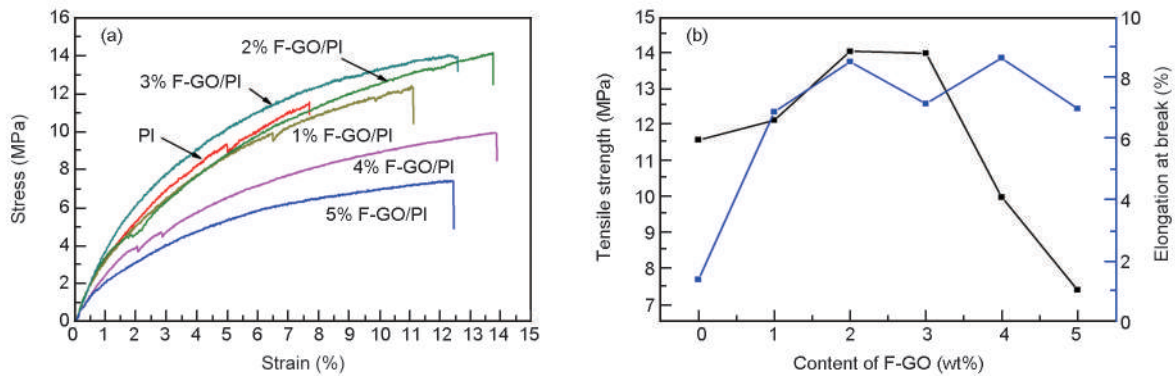 (a)
16
14
12
10
8
6
4
2
0
Stress (MPa)
2% F-GO/PI
3% F-GO/PI
PI
1% F-GO/PI
4% F-GO/PI
5% F-GO/PI
0 1 2 3 4 5 6 7 8 9 10 11 12 13 14 15
Strain (%)
(b)
15
14
13
12
11
10
9
8
7
Tensile strength (MPa)
10
8
6
4
2
0
Elongation at break (%)
0 1 2 3 4 5
Content of F-GO (wt%)